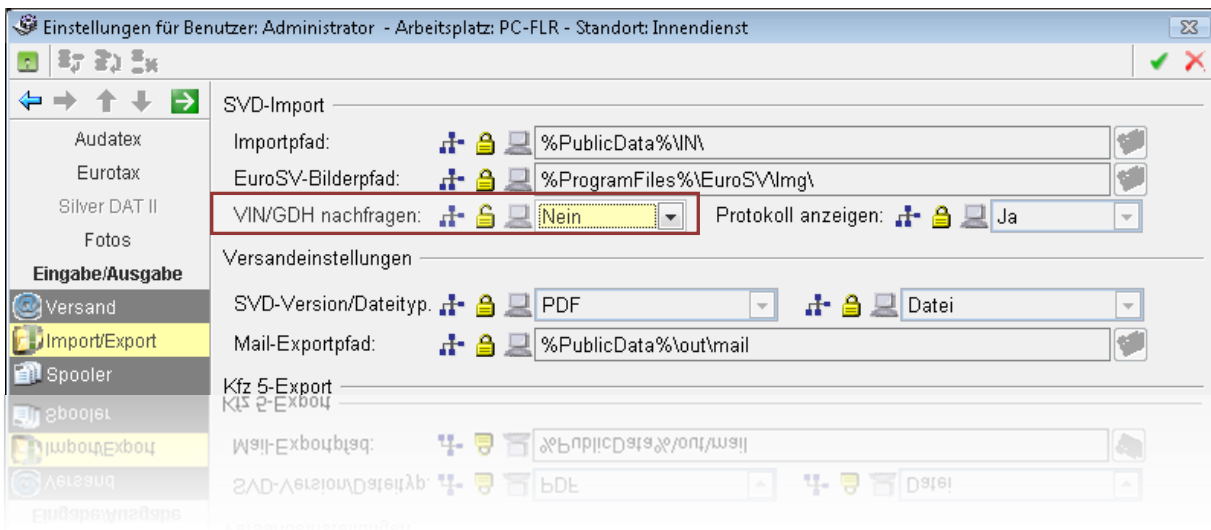 Einstellungen für Benutzer: Administrator - Arbeitsplatz: PC-FLR - Standort: Innendienst
Audatex
Eurotax
Silver DAT II
Fotos
Eingabe/Ausgabe
Versand
Import/Export
Spooler
SVD-Import
Importpfad: %PublicData%\IN\
EuroSV-Bilderpfad: %ProgramFiles%\EuroSV\Img\
VIN/GDH nachfragen: Nein Protokoll anzeigen: Ja
Versandeinstellungen
SVD-Version/Dateityp. PDF Datei
Mail-Exportpfad: %PublicData%\out\mail
Kfz 5-Export